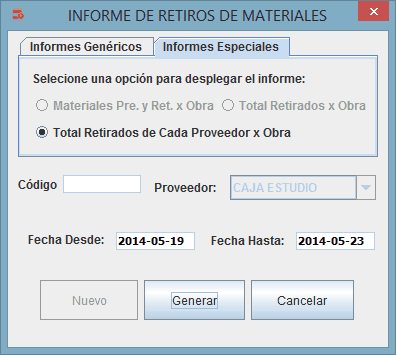 INFORME DE RETIROS DE MATERIALES
Informes Genéricos Informes Especiales
Selecione una opción para desplegar el informe:
Materiales Pre. y Ret. x Obra Total Retirados x Obra
Total Retirados de Cada Proveedor x Obra
Código Proveedor: CAJA ESTUDIO
Fecha Desde: 2014-05-19 Fecha Hasta: 2014-05-23
Nuevo Generar Cancelar